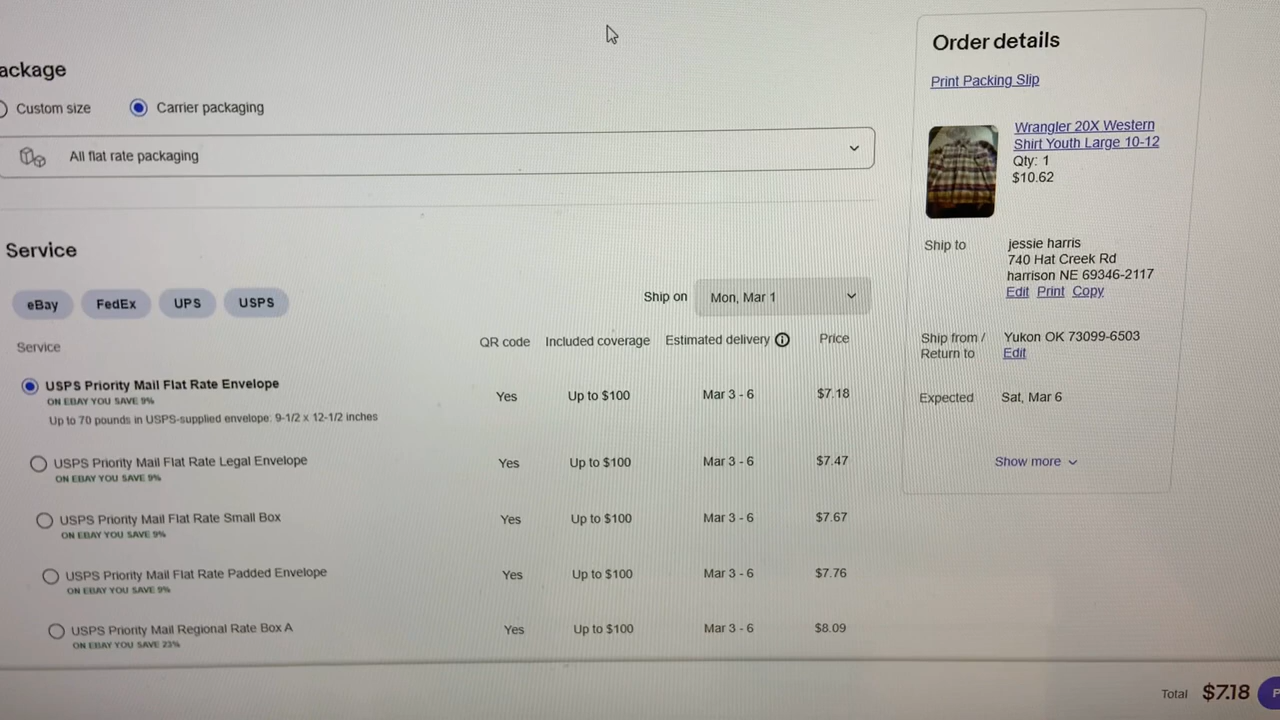 ackage
Custom size
Carrier packaging
All flat rate packaging
Service
eBay
FedEx
UPS
USPS
Ship on
Mon, Mar 1
Service
QR code
Included coverage
Estimated delivery
Price
USPS Priority Mail Flat Rate Envelope
ON EBAY YOU SAVE 9%
Up to 70 pounds in USPS-supplied envelope: 9-1/2 x 12-1/2 inches
Yes
Up to $100
Mar 3 - 6
$7.18
USPS Priority Mail Flat Rate Legal Envelope
ON EBAY YOU SAVE 9%
Yes
Up to $100
Mar 3 - 6
$7.47
USPS Priority Mail Flat Rate Small Box
ON EBAY YOU SAVE 9%
Yes
Up to $100
Mar 3 - 6
$7.67
USPS Priority Mail Flat Rate Padded Envelope
ON EBAY YOU SAVE 9%
Yes
Up to $100
Mar 3 - 6
$7.76
USPS Priority Mail Regional Rate Box A
ON EBAY YOU SAVE 23%
Yes
Up to $100
Mar 3 - 6
$8.09
Order details
Print Packing Slip
Wrangler 20X Western
Shirt Youth Large 10-12
Qty: 1
$10.62
Ship to
jessie harris
740 Hat Creek Rd
harrison NE 69346-2117
Edit Print Copy
Ship from /
Return to
Yukon OK 73099-6503
Edit
Expected
Sat, Mar 6
Show more
Total $7.18
P